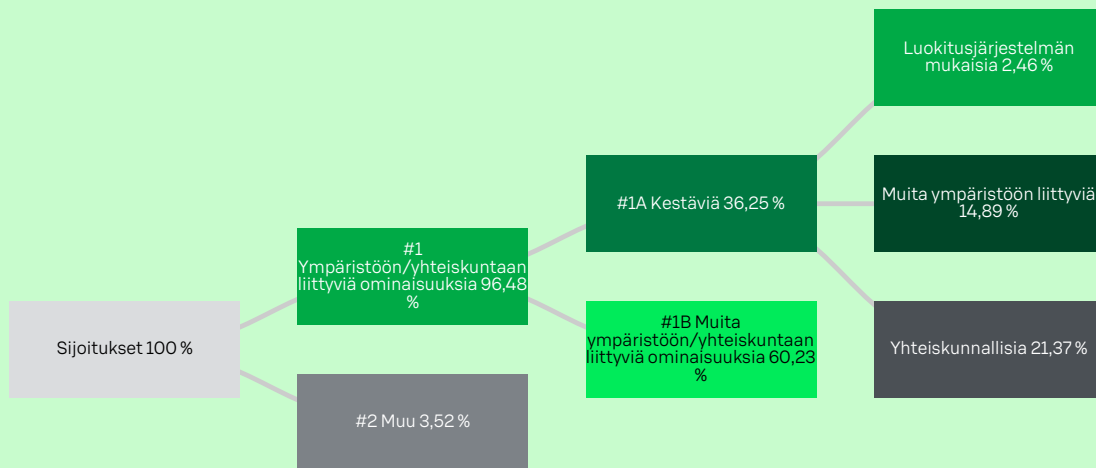 Luokitusjärjestelmän
mukaisia 2,46 %
#1A Kestäviä 36,25 %
Muita ympäristöön liittyviä
14,89 %
#1
Ympäristöön/yhteiskuntaan
liittyviä ominaisuuksia 96,48
%
Sijoitukset 100 %
#1B Muita
ympäristöön/yhteiskuntaan
liittyviä ominaisuuksia 60,23
%
Yhteiskunnallisia 21,37 %
#2 Muu 3,52 %